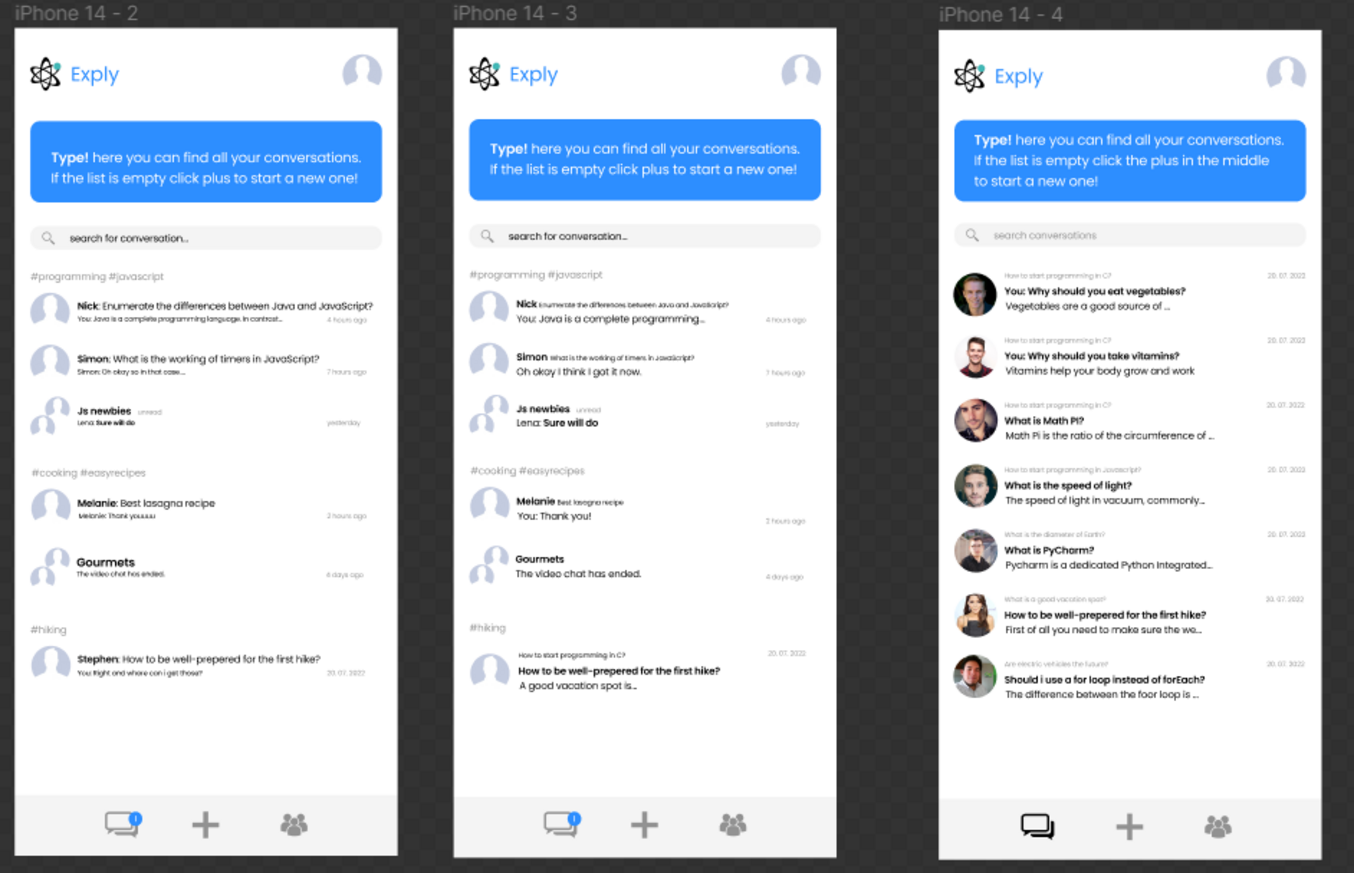 iPhone 14 - 2
Exply
Type! here you can find all your conversations.
If the list is empty click plus to start a new one!
search for conversation...
#programming #javascript
Nick: Enumerate the differences between Java and JavaScript?
You: Java is a complete programming language. In contrast...
4 hours ago
Simon: What is the working of timers in JavaScript?
Simon: Oh okay so in that case...
7 hours ago
Js newbies unread
Lena: Sure will do
yesterday
#cooking #easyrecipes
Melanie: Best lasagna recipe
Melanie: Thank youuuu
2 hours ago
Gourmets
The video chat has ended.
6 days ago
#hiking
Stephen: How to be well-prepered for the first hike?
You: Right and where can i get those?
20. 07. 2022
1
iPhone 14 - 3
Exply
Type! here you can find all your conversations.
If the list is empty click plus to start a new one!
search for conversation...
#programming #javascript
Nick Enumerate the differences between Java and JavaScript?
You: Java is a complete programming...
4 hours ago
Simon What is the working of timers in JavaScript?
Oh okay I think I got it now.
7 hours ago
Js newbies unread
Lena: Sure will do
yesterday
#cooking #easyrecipes
Melanie Best lasagna recipe
You: Thank you!
2 hours ago
Gourmets
The video chat has ended.
4 days ago
#hiking
How to start programming in C?
20. 07. 2022
How to be well-prepered for the first hike?
A good vacation spot is...
1
iPhone 14 - 4
Exply
Type! here you can find all your conversations.
If the list is empty click the plus in the middle
to start a new one!
search conversations
How to start programming in C?
20. 07. 2022
You: Why should you eat vegetables?
Vegetables are a good source of ...
How to start programming in C?
20. 07. 2022
You: Why should you take vitamins?
Vitamins help your body grow and work
How to start programming in C?
20. 07. 2022
What is Math PI?
Math Pi is the ratio of the circumference of ...
How to start programming in Javascript?
20. 07. 2022
What is the speed of light?
The speed of light in vacuum, commonly...
What is the diameter of Earth?
20. 07. 2022
What is PyCharm?
Pycharm is a dedicated Python Integrated...
What is a good vacation spot?
20. 07. 2022
How to be well-prepered for the first hike?
First of all you need to make sure the we...
Are electric vehicles the future?
20. 07. 2022
Should i use a for loop instead of forEach?
The difference between the foor loop is ...